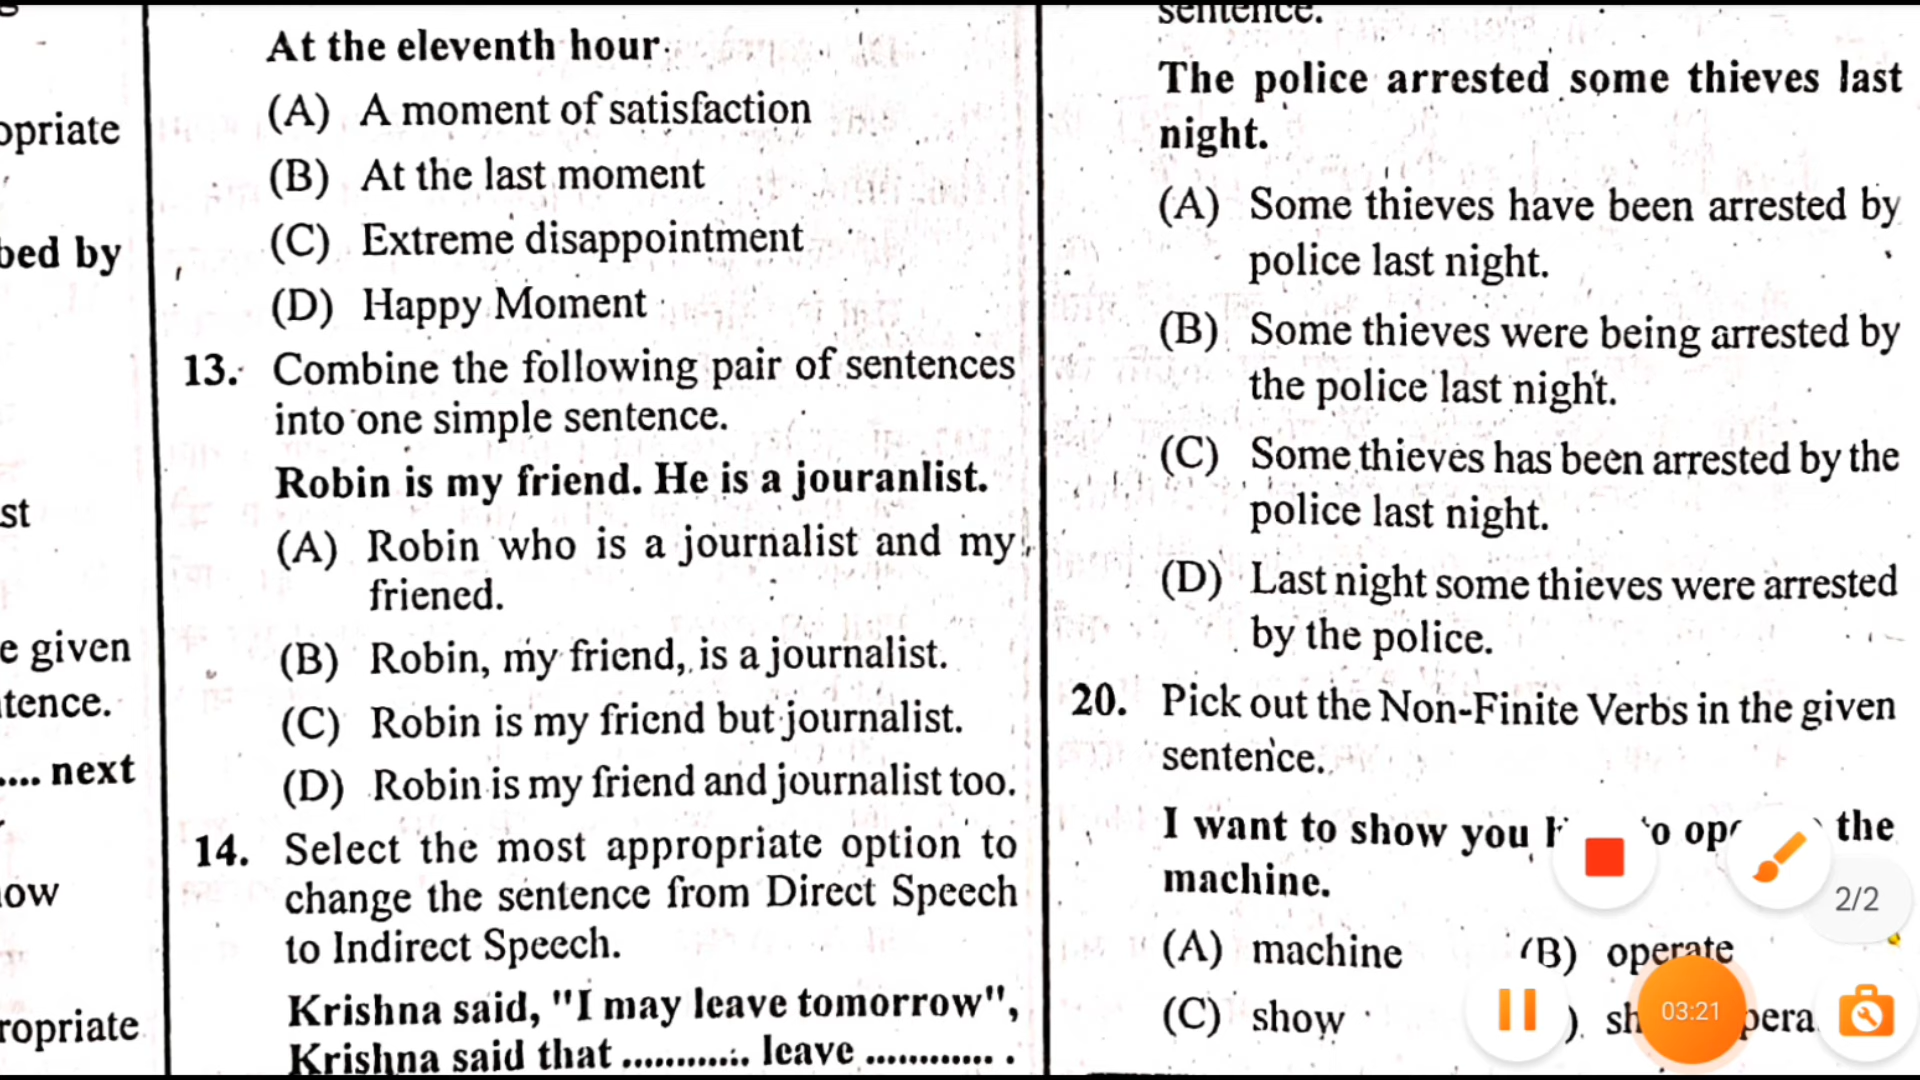 opriate
bed by
st
e given
tence.
.... next
ow
ropriate
At the eleventh hour
(A) A moment of satisfaction
(B) At the last moment
(C) Extreme disappointment
(D) Happy Moment
13. Combine the following pair of sentences
into one simple sentence.
Robin is my friend. He is a jouranlist.
(A) Robin who is a journalist and my
friened.
(B) Robin, my friend, is a journalist.
(C) Robin is my friend but journalist.
(D) Robin is my friend and journalist too.
14. Select the most appropriate option to
change the sentence from Direct Speech
to Indirect Speech.
Krishna said, "I may leave tomorrow",
Krishna said that ............. leave ............. .
sentence.
The police arrested some thieves last
night.
(A) Some thieves have been arrested by
police last night.
(B) Some thieves were being arrested by
the police last night.
(C) Some thieves has been arrested by the
police last night.
(D) Last night some thieves were arrested
by the police.
20. Pick out the Non-Finite Verbs in the given
sentence.
I want to show you the
machine.
(A) machine (B) operate
(C) show
2/2
03:21